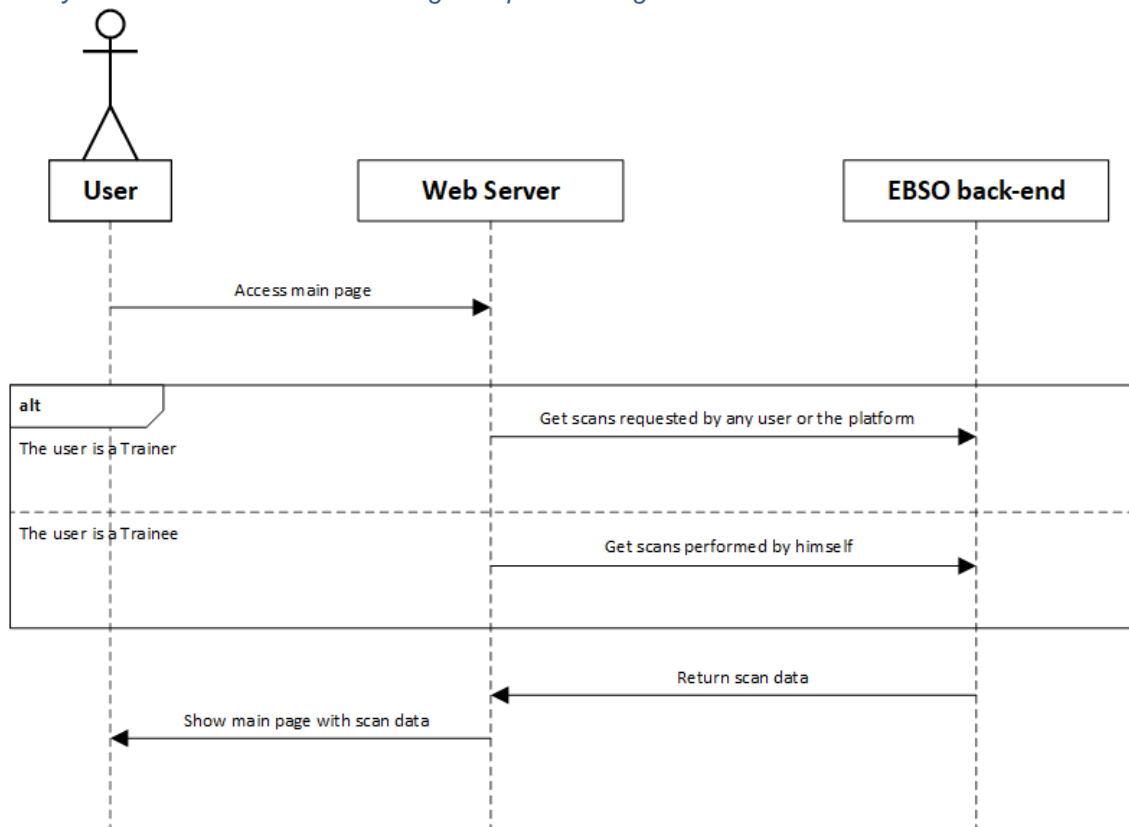 User
Web Server
EBSO back-end
Access main page
alt
Get scans requested by any user or the platform
The user is a Trainer
The user is a Trainee
Get scans performed by himself
Return scan data
Show main page with scan data